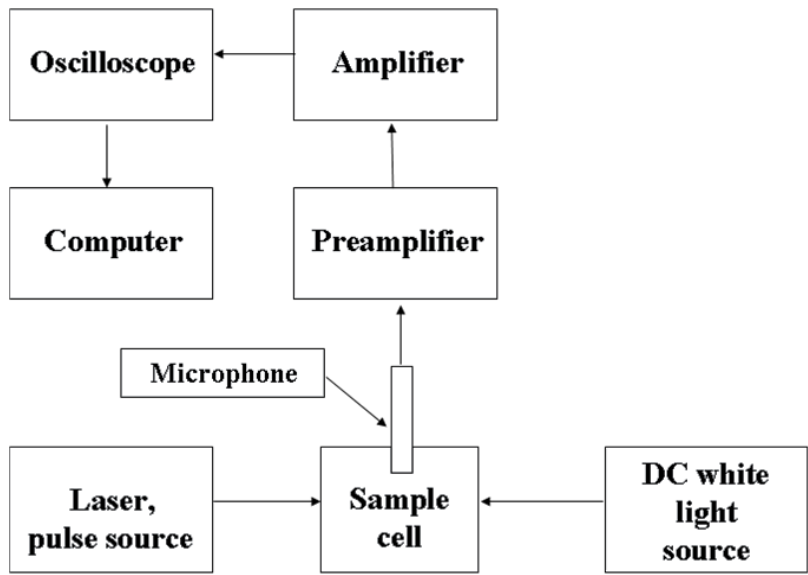 Oscilloscope
Amplifier
Computer
Preamplifier
Microphone
Laser,
pulse source
Sample
cell
DC white
light
source